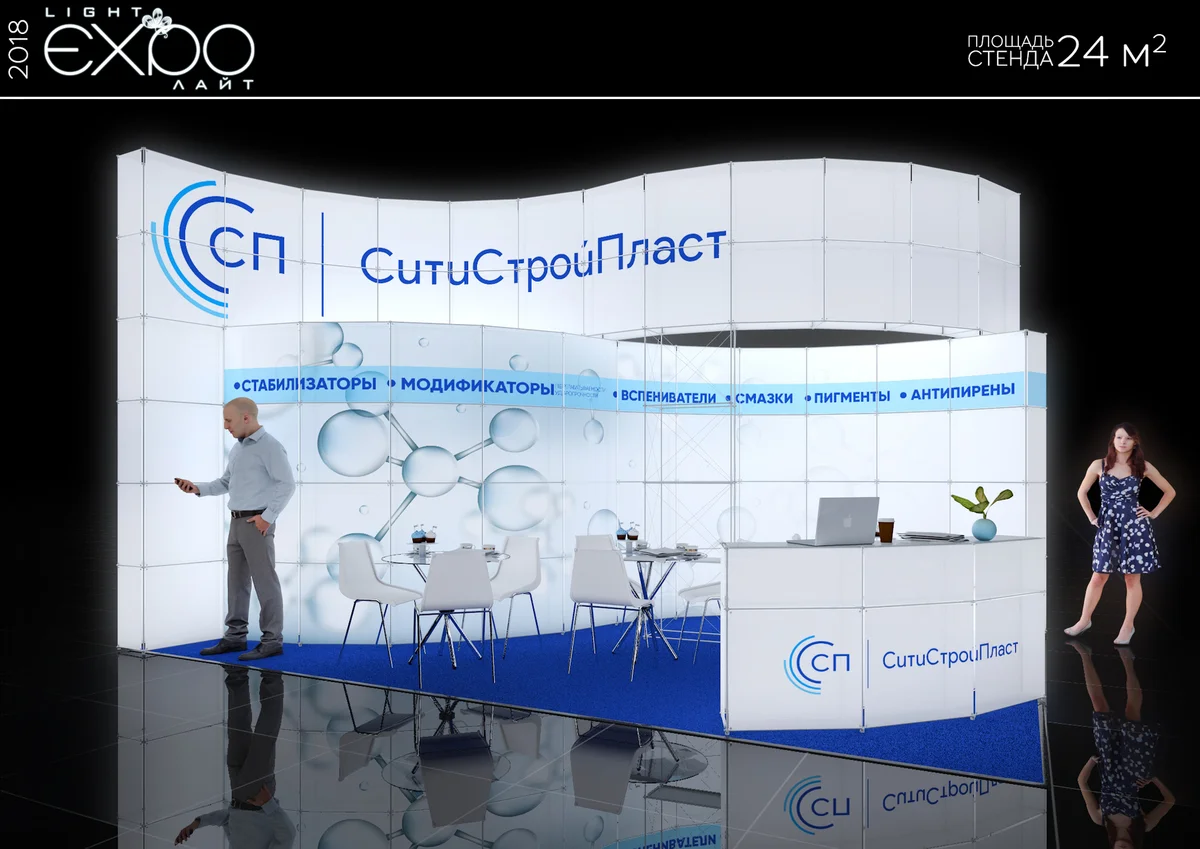 2018
LIGHT
EXPO
ЛАЙТ
ПЛОЩАДЬ
СТЕНДА 24 м²
СП | СитиСтройПласт
•СТАБИЛИЗАТОРЫ • МОДИФИКАТОРЫ • ВСПЕНИВАТЕЛИ • СМАЗКИ • ПИГМЕНТЫ • АНТИПИРЕНЫ
СП | СитиСтройПласт